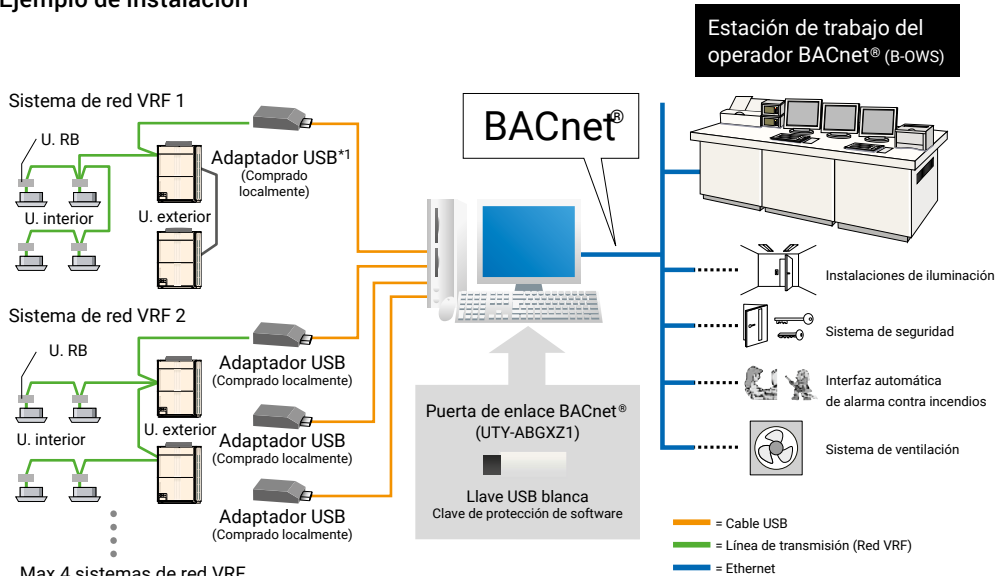 Ejemplo de instalación
Estación de trabajo del
operador BACnet® (B-OWS)
Sistema de red VRF 1
U. RB
U. interior
U. exterior
Adaptador USB*1
(Comprado
localmente)
BACnet®
Instalaciones de iluminación
Sistema de seguridad
Interfaz automática
de alarma contra incendios
Sistema de ventilación
Sistema de red VRF 2
U. RB
U. interior
U. exterior
Adaptador USB
(Comprado localmente)
Adaptador USB
(Comprado localmente)
Adaptador USB
(Comprado localmente)
Puerta de enlace BACnet®
(UTY-ABGXZ1)
Llave USB blanca
Clave de protección de software
= Cable USB
= Línea de transmisión (Red VRF)
= Ethernet
Max 4 sistemas de red VRF